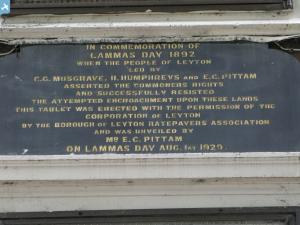 IN COMMEMORATION OF
LAMMAS DAY 1892
WHEN THE PEOPLE OF LEYTON
LED BY
C.G. MUSGRAVE, H. HUMPHREYS AND E.C. PITTAM
ASSERTED THE COMMONERS RIGHTS
AND SUCCESSFULLY RESISTED
THE ATTEMPTED ENCROACHMENT UPON THESE LANDS
THIS TABLET WAS ERECTED WITH THE PERMISSION OF THE
CORPORATION OF LEYTON
BY THE BOROUGH OF LEYTON RATEPAYERS ASSOCIATION
AND WAS UNVEILED BY
MR E.C. PITTAM
ON LAMMAS DAY AUG. 1ST 1929